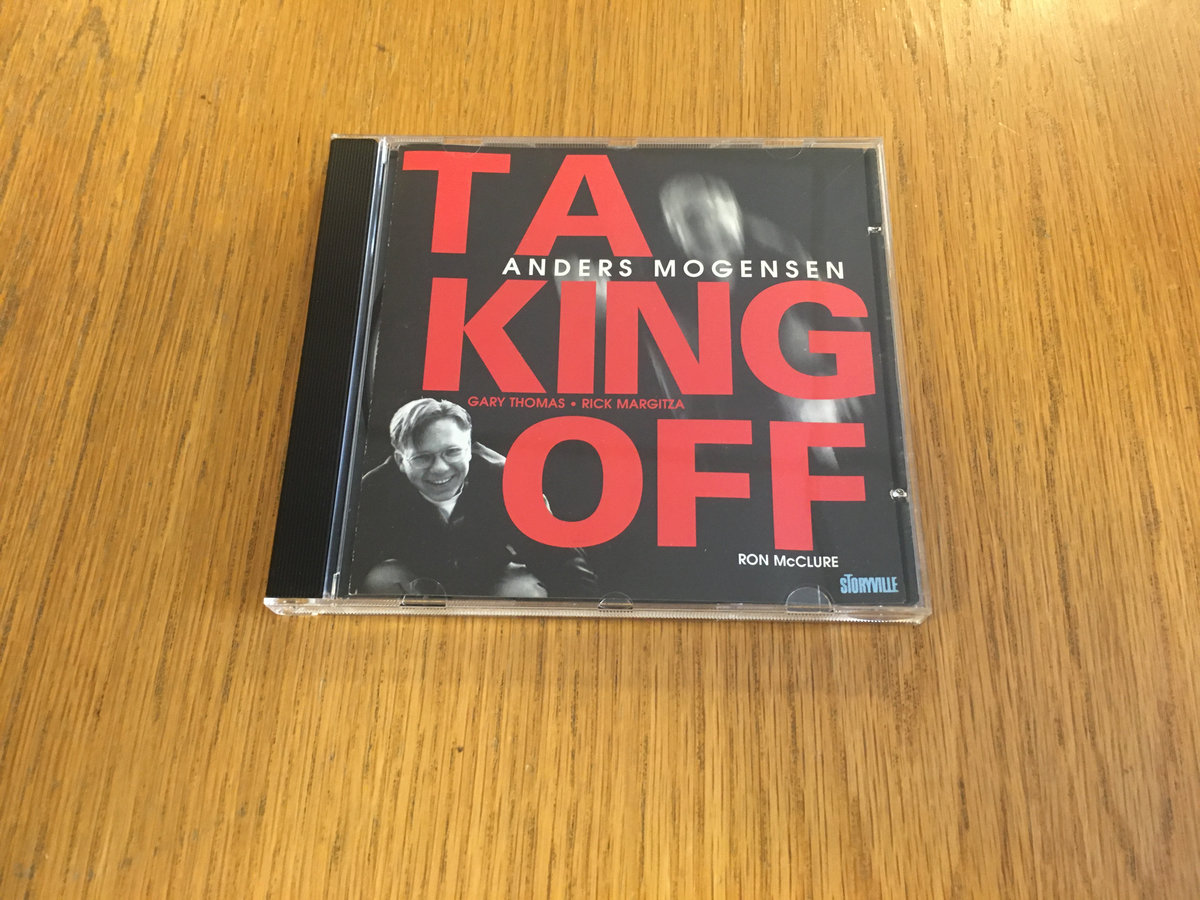 TA
ANDERS MOGENSEN
KING
GARY THOMAS • RICK MARGITZA
OFF
RON McCLURE
STORYVILLE